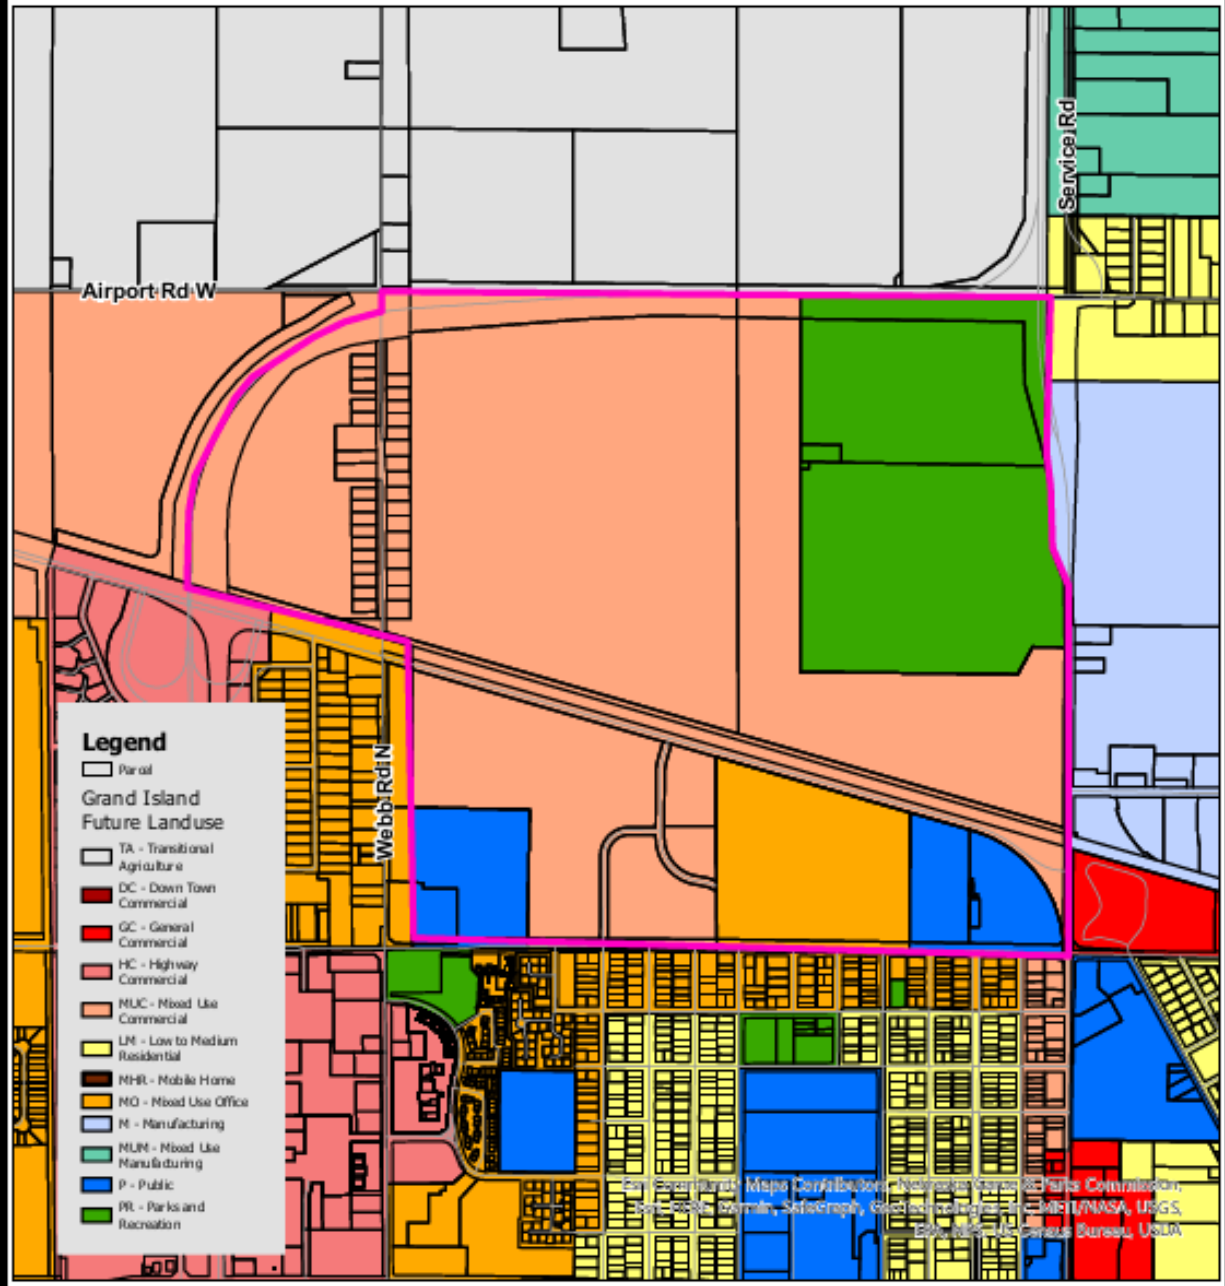 Service Rd
Airport Rd W
Webb Rd N
Legend
Parcel
Grand Island
Future Landuse
TA - Transitional
Agriculture
DC - Down Town
Commercial
GC - General
Commercial
HC - Highway
Commercial
MUC - Mixed Use
Commercial
LM - Low to Medium
Residential
MHR - Mobile Home
MO - Mixed Use Office
M - Manufacturing
MUM - Mixed Use
Manufacturing
P - Public
PR - Parks and
Recreation
Esri Community Maps Contributors, Nebraska Game & Parks Commission,
Esri, HERE, Garmin, SafeGraph, GeoTechnologies, Inc, METI/NASA, USGS,
EPA, NPS, US Census Bureau, USDA